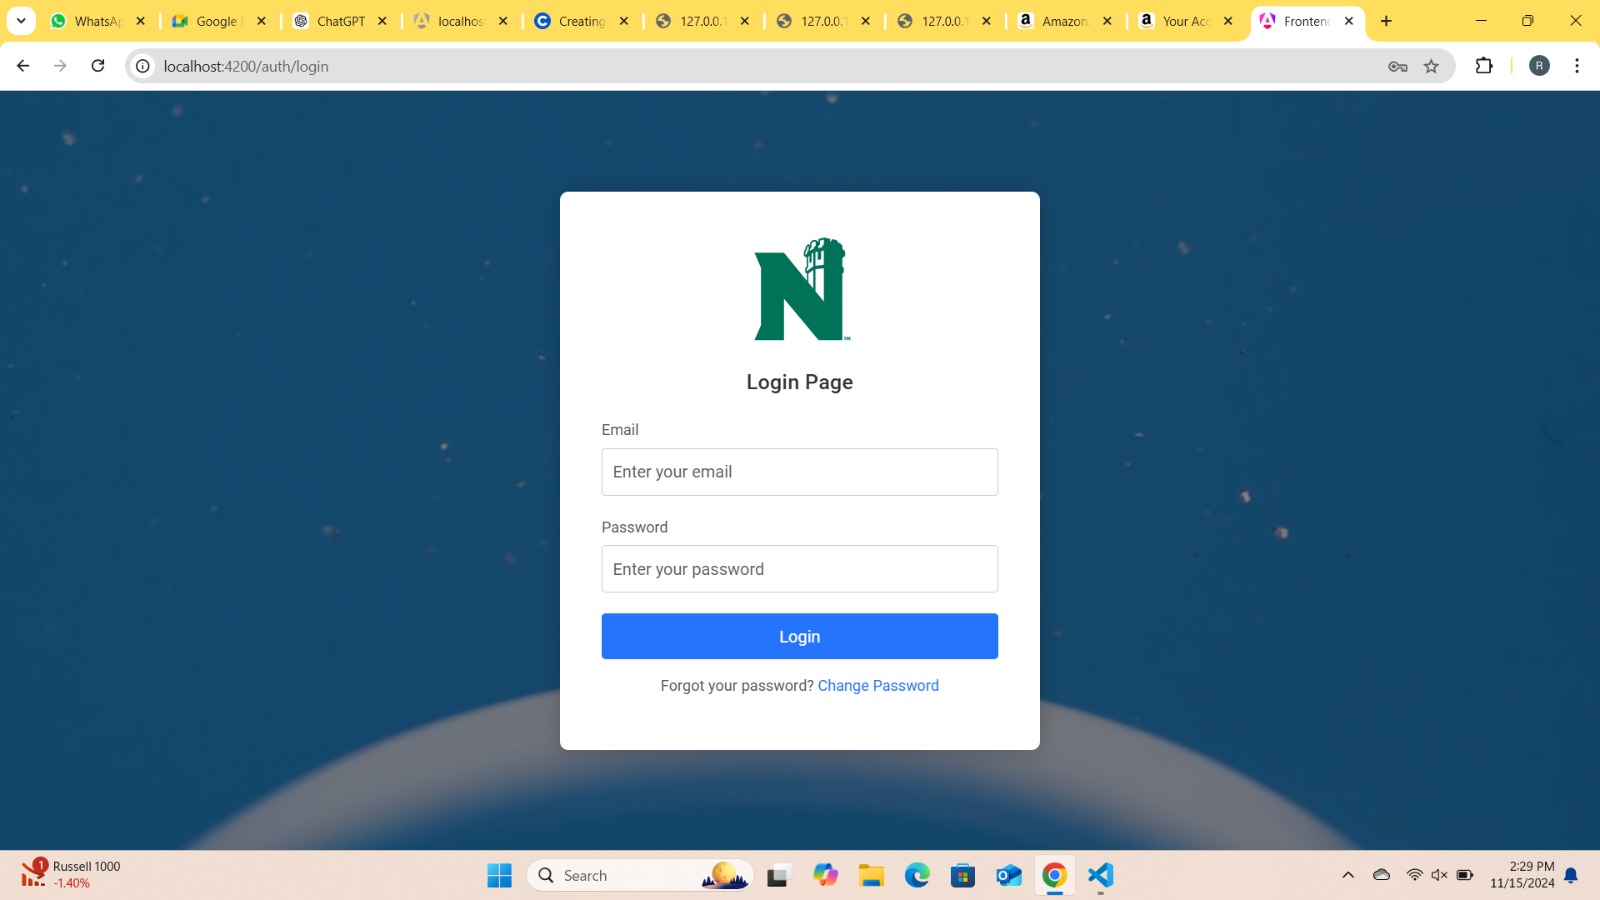 WhatsAp
Google
ChatGPT
localhos
Creating
127.0.0.1
127.0.0.1
127.0.0.1
Amazon.
Your Acc
Frontend
localhost:4200/auth/login
R
N
TM
Login Page
Email
Enter your email
Password
Enter your password
Login
Forgot your password? Change Password
1
Russell 1000
-1.40%
Search
2:29 PM
11/15/2024